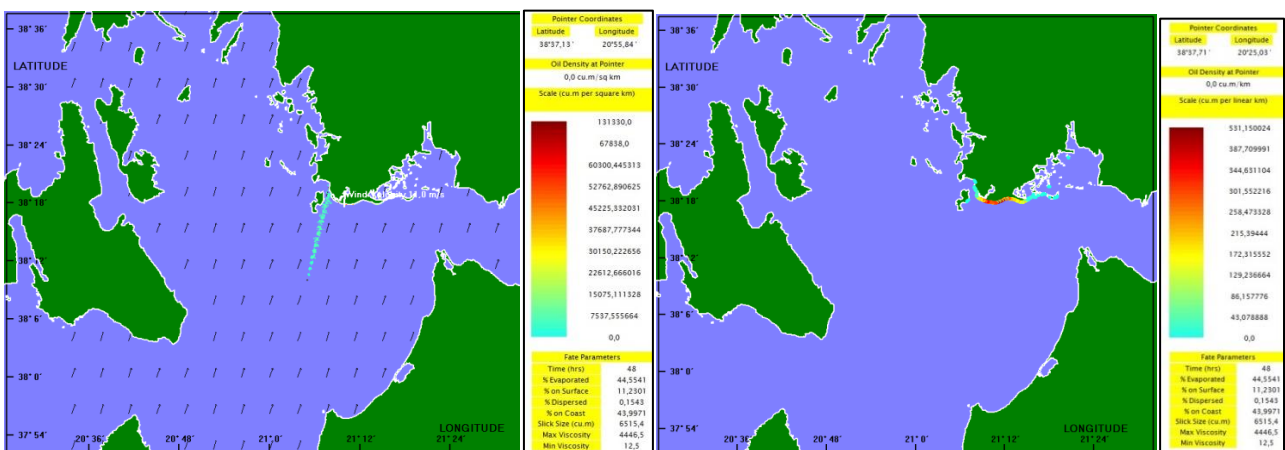 38° 36´
LATITUDE
38° 30´
38° 24´
38° 18´
38° 12´
38° 6´
38° 0´
37° 54´
20° 36´
20° 48´
21° 0´
21° 12´
21° 24´
LONGITUDE
Pointer Coordinates
Latitude Longitude
38°37,13´ 20°55,84´
Oil Density at Pointer
0,0 cu.m/sq km
Scale (cu.m per square km)
131330,0
67838,0
60300,445313
52762,890625
45225,332031
37687,777344
30150,222656
22612,666016
15075,111328
7537,555664
0,0
Fate Parameters
Time (hrs) 48
% Evaporated 44,5541
% on Surface 11,2301
% Dispersed 0,1543
% on Coast 43,9971
Slick Size (cu.m) 6515,4
Max Viscosity 4446,5
Min Viscosity 12,5
38° 36´
LATITUDE
38° 30´
38° 24´
38° 18´
38° 12´
38° 6´
38° 0´
37° 54´
20° 36´
20° 48´
21° 0´
21° 12´
21° 24´
LONGITUDE
Pointer Coordinates
Latitude Longitude
38°37,71´ 20°25,03´
Oil Density at Pointer
0,0 cu.m/km
Scale (cu.m per linear km)
531,150024
387,709991
344,631104
301,552216
258,473328
215,39444
172,315552
129,236664
86,157776
43,078888
0,0
Fate Parameters
Time (hrs) 48
% Evaporated 44,5541
% on Surface 11,2301
% Dispersed 0,1543
% on Coast 43,9971
Slick Size (cu.m) 6515,4
Max Viscosity 4446,5
Min Viscosity 12,5